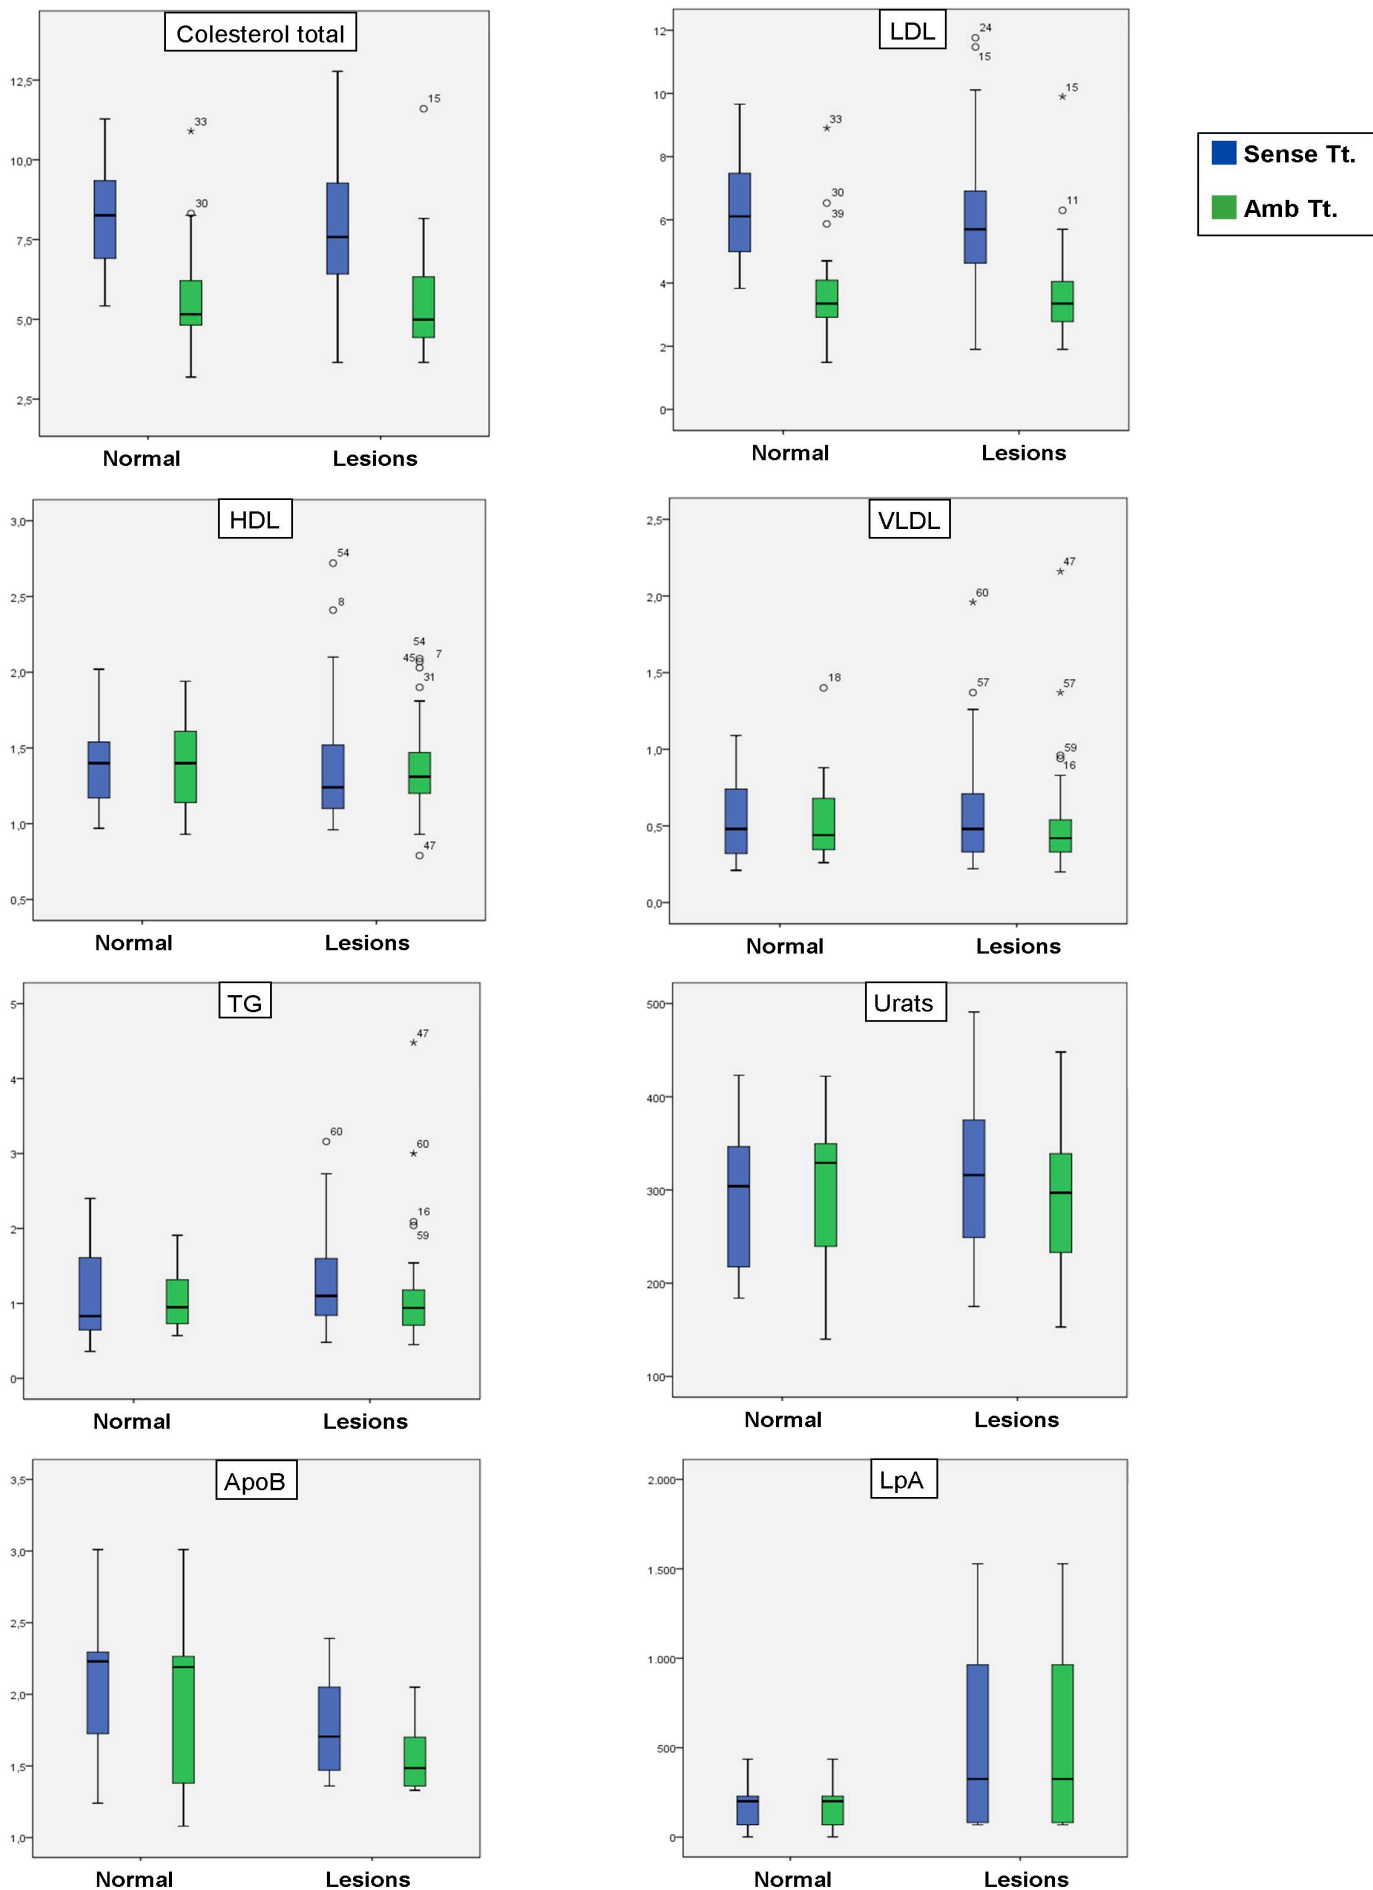 Colesterol total
12,5
10,0
7,5
5,0
2,5
33
30
15
Normal
Lesions
LDL
12
10
8
6
4
2
0
33
30
39
24
15
15
11
Normal
Lesions
Sense Tt.
Amb Tt.
HDL
3,0
2,5
2,0
1,5
1,0
0,5
54
8
54
45
7
31
47
Normal
Lesions
VLDL
2,5
2,0
1,5
1,0
0,5
0,0
18
60
57
47
57
59
16
Normal
Lesions
TG
5
4
3
2
1
0
60
47
60
16
59
Normal
Lesions
Urats
500
400
300
200
100
Normal
Lesions
ApoB
3,5
3,0
2,5
2,0
1,5
1,0
Normal
Lesions
LpA
2.000
1.500
1.000
500
0
Normal
Lesions